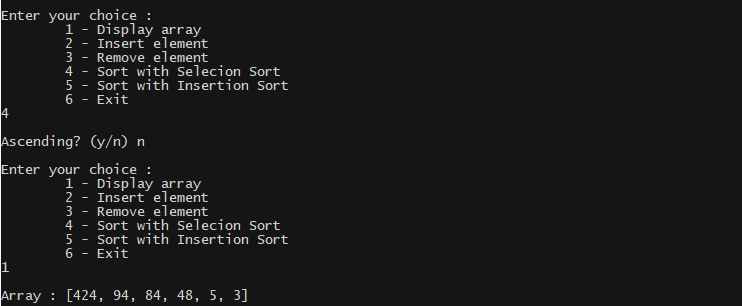 Enter your choice :
1 - Display array
2 - Insert element
3 - Remove element
4 - Sort with Selecion Sort
5 - Sort with Insertion Sort
6 - Exit
4
Ascending? (y/n) n
Enter your choice :
1 - Display array
2 - Insert element
3 - Remove element
4 - Sort with Selecion Sort
5 - Sort with Insertion Sort
6 - Exit
1
Array : [424, 94, 84, 48, 5, 3]